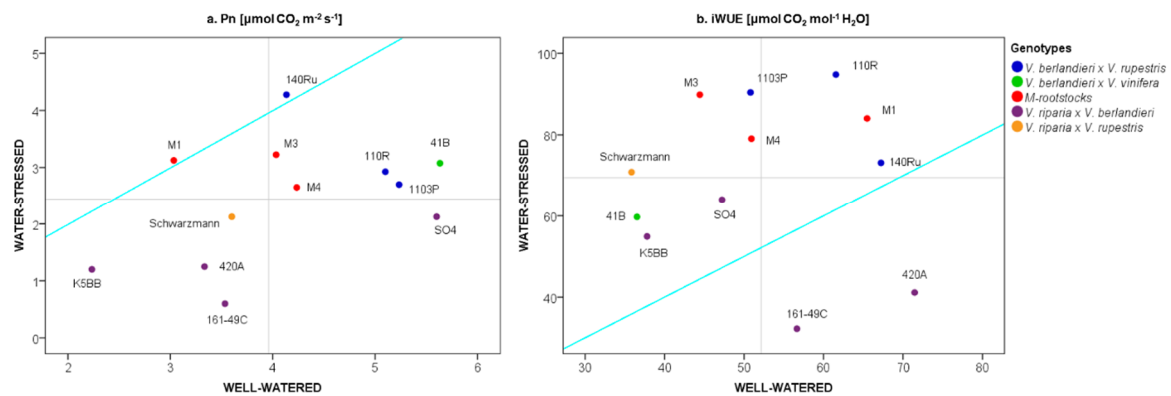 a. Pn [µmol CO₂ m⁻² s⁻¹]
WATER-STRESSED
5
4
3
2
1
0
140Ru
M1
M3
M4
110R
41B
1103P
Schwarzmann
SO4
K5BB
420A
161-49C
2 3 4 5 6
WELL-WATERED
b. iWUE [µmol CO₂ mol⁻¹ H₂O]
WATER-STRESSED
100
80
60
40
M3
1103P
110R
M1
M4
140Ru
Schwarzmann
41B
SO4
K5BB
420A
161-49C
30 40 50 60 70 80
WELL-WATERED
Genotypes
V. berlandieri x V. rupestris
V. berlandieri x V. vinifera
M-rootstocks
V. riparia x V. berlandieri
V. riparia x V. rupestris